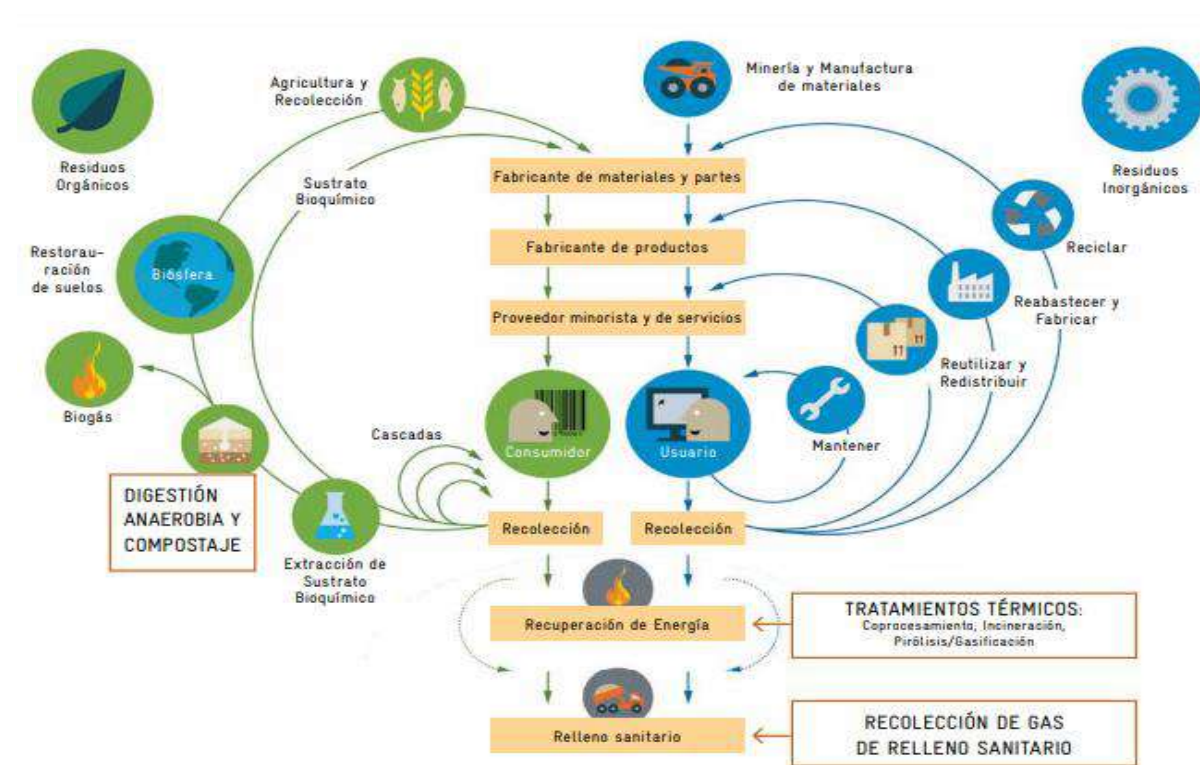 Residuos
Orgánicos
Agricultura y
Recolección
Minería y Manufactura
de materiales
Residuos
Inorgánicos
Sustrato
Bioquímico
Fabricante de materiales y partes
Reciclar
Restorau-
ración
de suelos
Biósfera
Fabricante de productos
Reabastecer y
Fabricar
Proveedor minorista y de servicios
Reutilizar y
Redistribuir
Biogás
Cascadas
Consumidor
Usuario
Mantener
DIGESTIÓN
ANAEROBIA Y
COMPOSTAJE
Recolección
Recolección
Extracción de
Sustrato
Bioquímico
Recuperación de Energía
TRATAMIENTOS TÉRMICOS:
Coprocesamiento, Incineración,
Pirólisis/Gasificación
Relleno sanitario
RECOLECCIÓN DE GAS
DE RELLENO SANITARIO